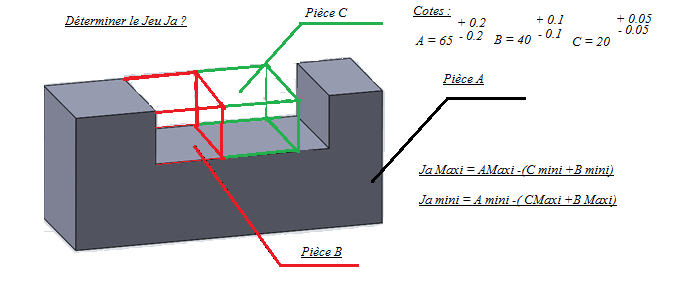 Déterminer le Jeu Ja ?
Pièce C
Cotes :
A = 65 + 0.2 - 0.2 B = 40 + 0.1 - 0.1 C = 20 + 0.05 - 0.05
Pièce A
Ja Maxi = AMaxi -(C mini +B mini)
Ja mini = A mini -( CMaxi +B Maxi)
Pièce B